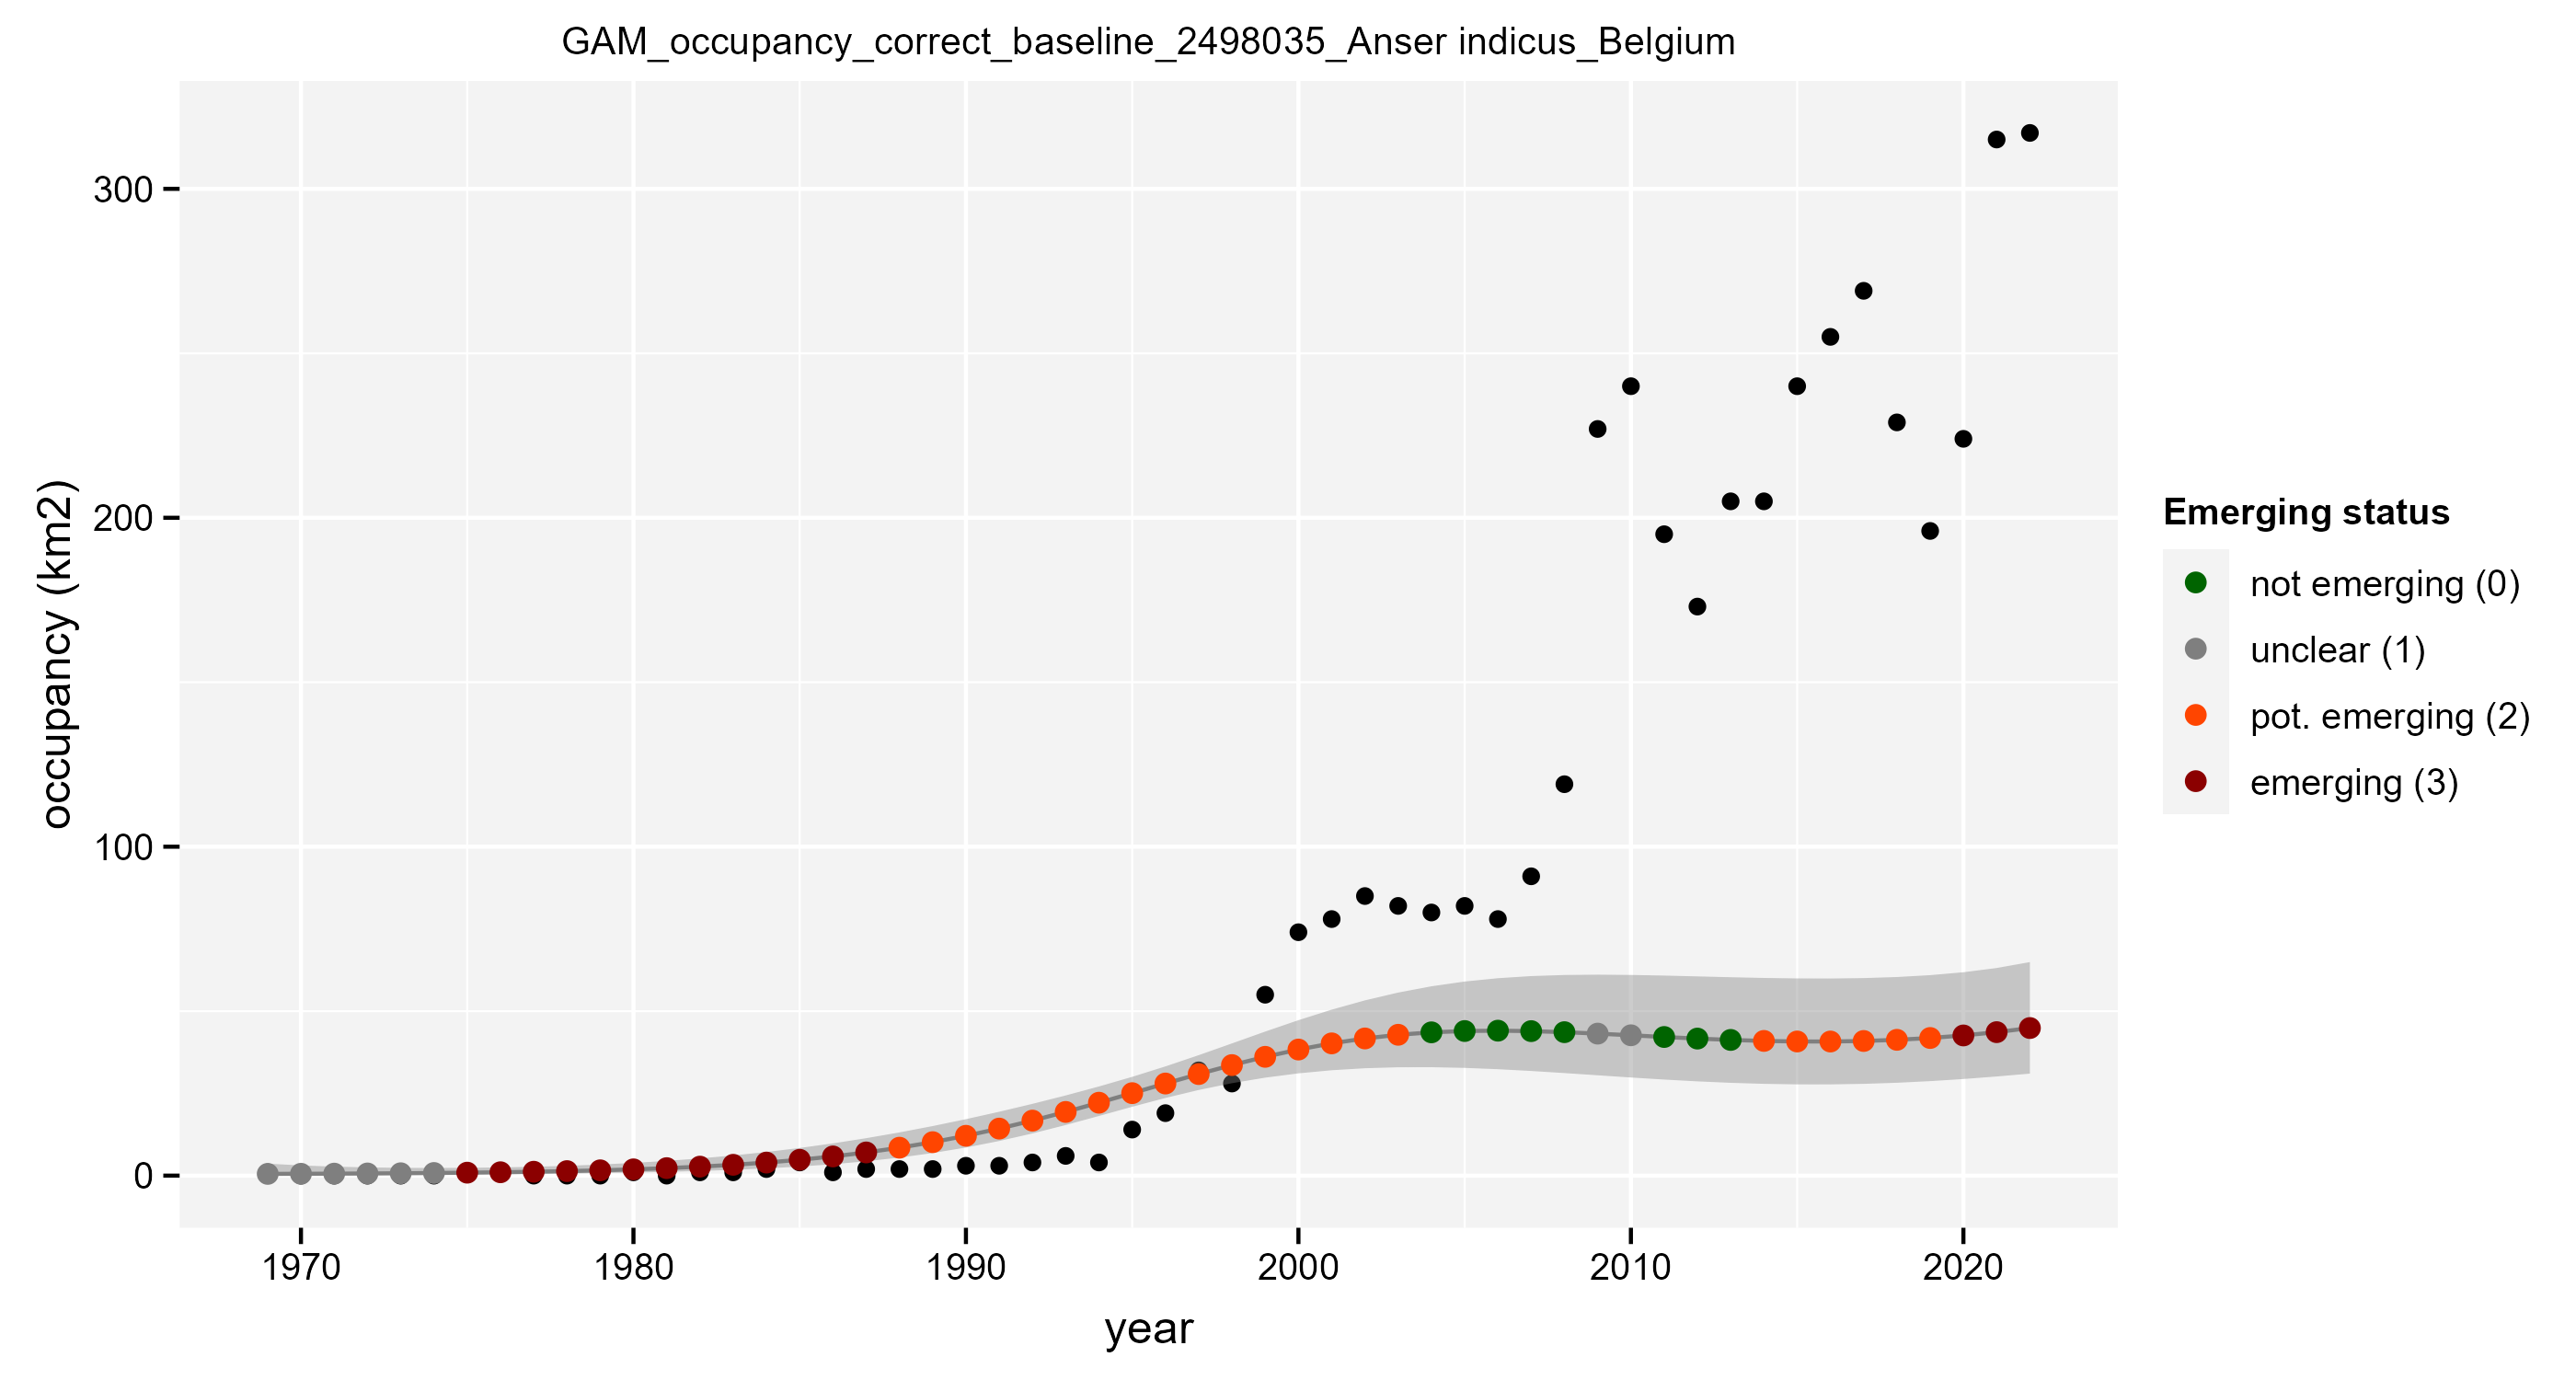 GAM_occupancy_correct_baseline_2498035_Anser indicus_Belgium
occupancy (km2)
300
200
100
0
1970 1980 1990 2000 2010 2020
year
Emerging status
not emerging (0)
unclear (1)
pot. emerging (2)
emerging (3)